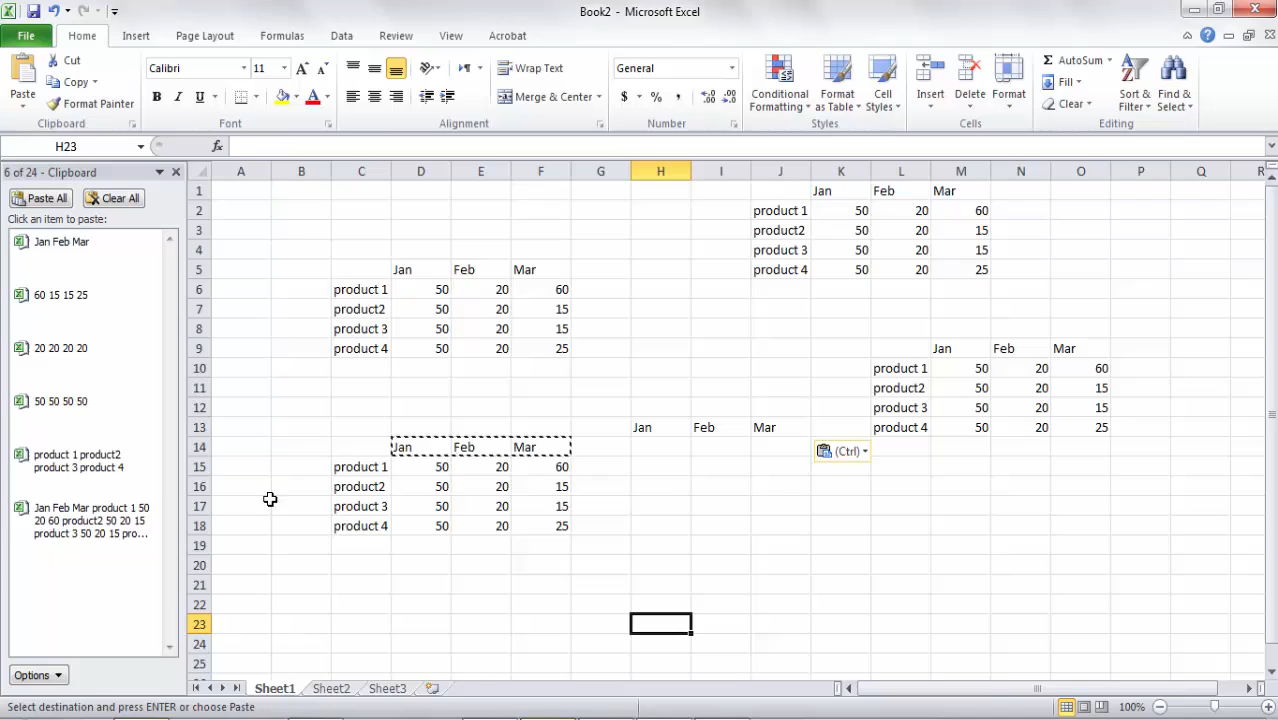 Book2 - Microsoft Excel
File Home Insert Page Layout Formulas Data Review View Acrobat
Paste
Cut
Copy
Format Painter
Clipboard
Calibri 11
B I U
Font
Wrap Text
Merge & Center
Alignment
General
$ % ,
Number
Conditional Formatting
Format as Table
Cell Styles
Styles
Insert Delete Format
Cells
AutoSum
Fill
Clear
Sort & Filter
Find & Select
Editing
H23 fx
6 of 24 - Clipboard
Paste All Clear All
Click an item to paste:
Jan Feb Mar
60 15 15 25
20 20 20 20
50 50 50 50
product 1 product2
product 3 product 4
Jan Feb Mar product 1 50
20 60 product2 50 20 15
product 3 50 20 15 pro...
Options
A B C D E F G H I J K L M N O P Q R
1 Jan Feb Mar
2 product 1 50 20 60
3 product2 50 20 15
4 product 3 50 20 15
5 Jan Feb Mar product 4 50 20 25
6 product 1 50 20 60
7 product2 50 20 15
8 product 3 50 20 15
9 product 4 50 20 25 Jan Feb Mar
10 product 1 50 20 60
11 product2 50 20 15
12 product 3 50 20 15
13 Jan Feb Mar product 4 50 20 25
14 Jan Feb Mar (Ctrl)
15 product 1 50 20 60
16 product2 50 20 15
17 product 3 50 20 15
18 product 4 50 20 25
19
20
21
22
23
24
25
Sheet1 Sheet2 Sheet3
Select destination and press ENTER or choose Paste 100%